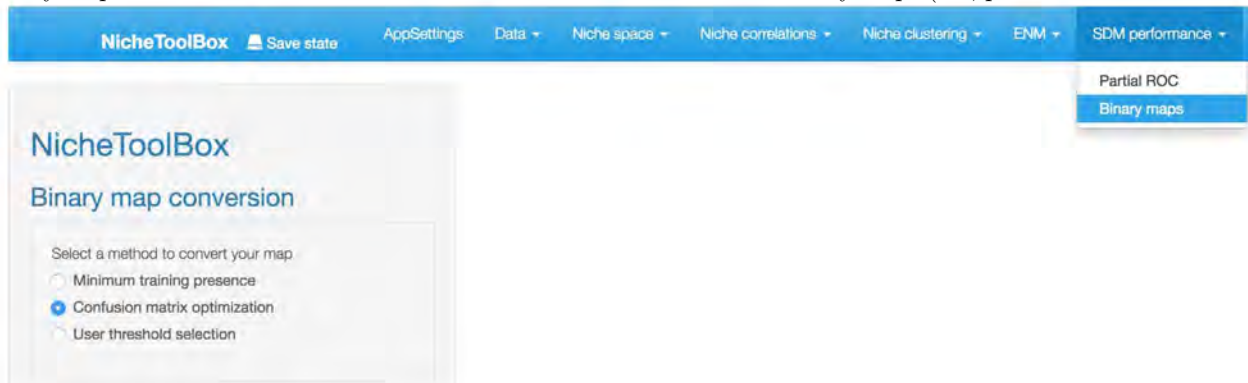 NicheToolBox Save state AppSettings Data Niche space Niche correlations Niche clustering ENM SDM performance
Partial ROC
Binary maps
NicheToolBox
Binary map conversion
Select a method to convert your map
Minimum training presence
Confusion matrix optimization
User threshold selection